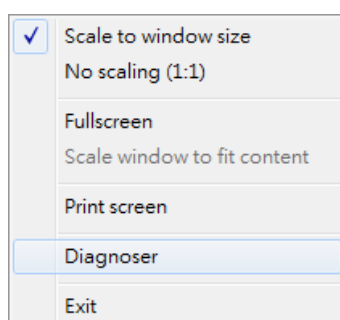 Scale to window size
No scaling (1:1)
Fullscreen
Scale window to fit content
Print screen
Diagnoser
Exit